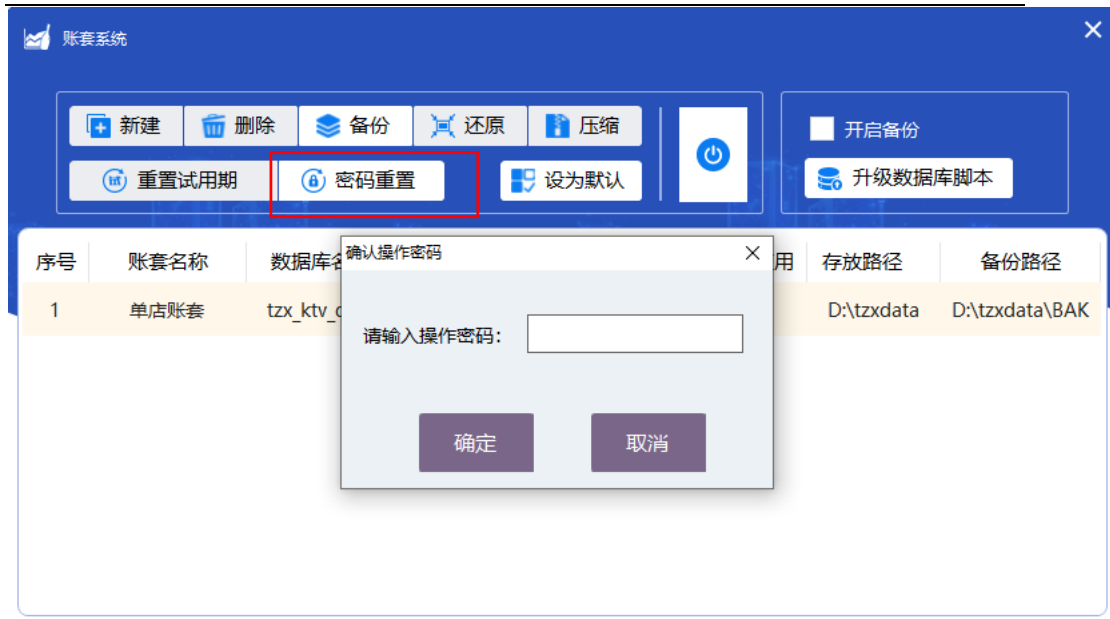 账套系统
新建 删除 备份 还原 压缩
开启备份
重置试用期 密码重置 设为默认
升级数据库脚本
序号 账套名称 数据库名 用 存放路径 备份路径
1 单店账套 tzx_ktv_ D:\tzxdata D:\tzxdata\BAK
确认操作密码
请输入操作密码：
确定 取消